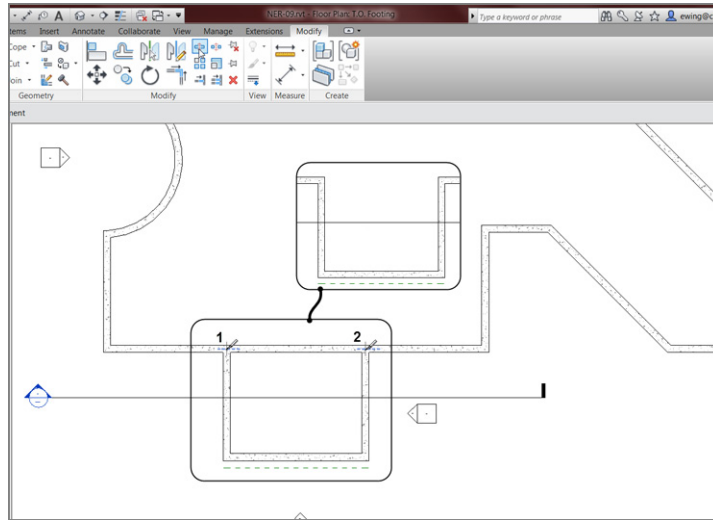 NER-09.rvt - Floor Plan: T.O. Footing
Type a keyword or phrase
ewing@c
tems Insert Annotate Collaborate View Manage Extensions Modify
Cope
Cut
Join
Geometry Modify View Measure Create
ment
1 2